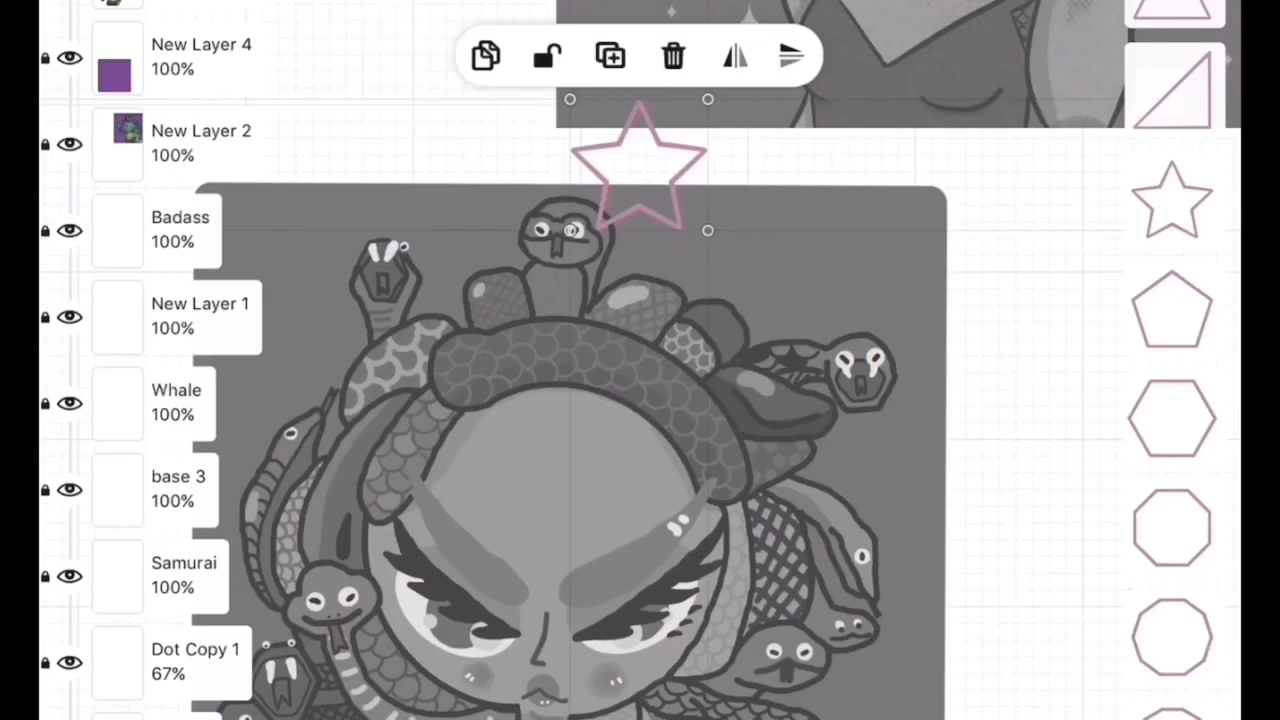 New Layer 4
100%
New Layer 2
100%
Badass
100%
New Layer 1
100%
Whale
100%
base 3
100%
Samurai
100%
Dot Copy 1
67%